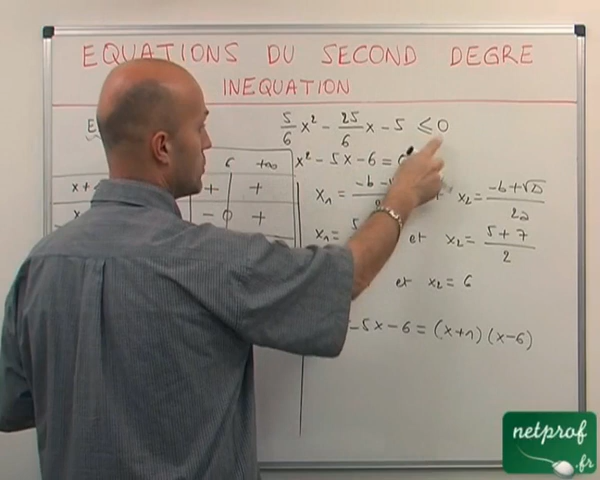 EQUATIONS DU SECOND DEGRE
INEQUATION
5/6 x² - 25/6 x - 5 ≤ 0
6 +∞
x² - 5x - 6 =
x +
+ +
- 0 +
x₁ = -b - x₂ = -b + √Δ / 2a
x₁ = 5 et x₂ = 5 + 7 / 2
et x₂ = 6
- 5x - 6 = (x+1) (x-6)
netprof
.fr